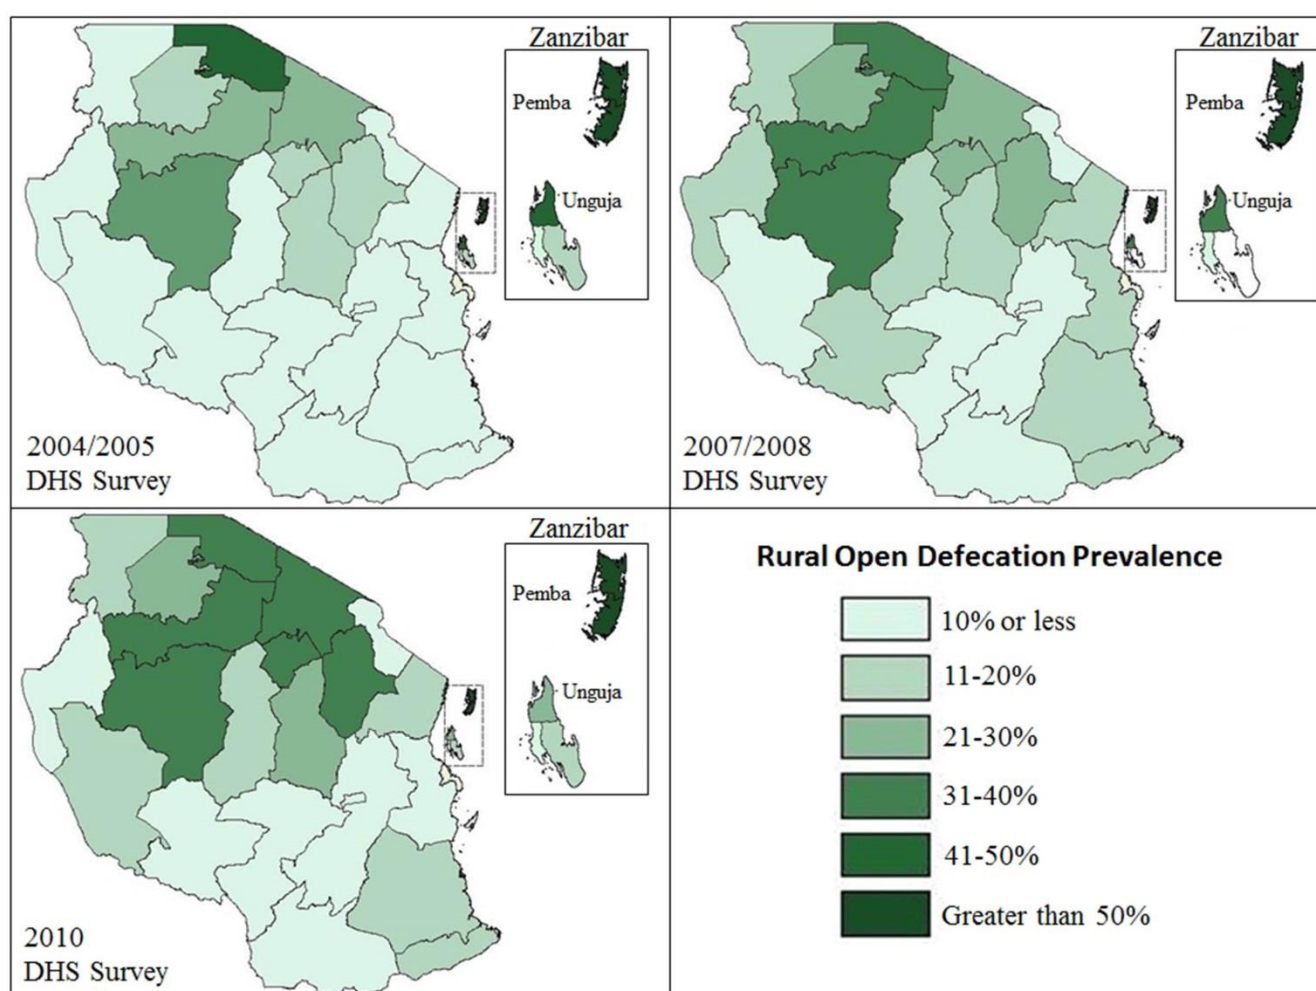 Zanzibar
Pemba
Unguja
2004/2005
DHS Survey
Zanzibar
Pemba
Unguja
2007/2008
DHS Survey
Zanzibar
Pemba
Unguja
2010
DHS Survey
Rural Open Defecation Prevalence
10% or less
11-20%
21-30%
31-40%
41-50%
Greater than 50%